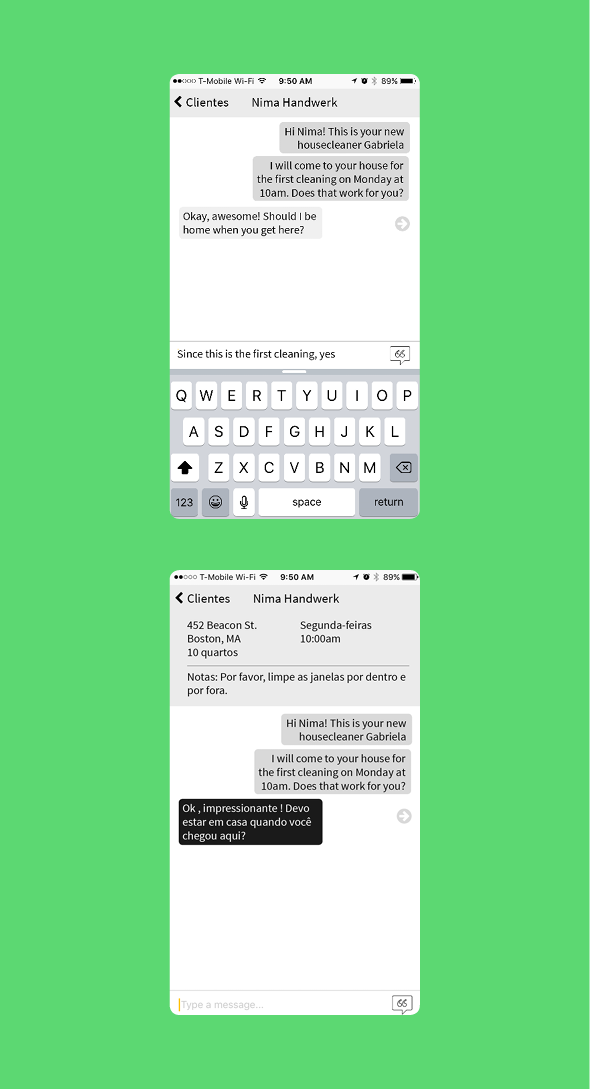 T-Mobile Wi-Fi 9:50 AM 89%
Clientes Nima Handwerk
Hi Nima! This is your new
housecleaner Gabriela
I will come to your house for
the first cleaning on Monday at
10am. Does that work for you?
Okay, awesome! Should I be
home when you get here?
Since this is the first cleaning, yes
Q W E R T Y U I O P
A S D F G H J K L
Z X C V B N M
123 space return
T-Mobile Wi-Fi 9:50 AM 89%
Clientes Nima Handwerk
452 Beacon St. Segunda-feiras
Boston, MA 10:00am
10 quartos
Notas: Por favor, limpe as janelas por dentro e
por fora.
Hi Nima! This is your new
housecleaner Gabriela
I will come to your house for
the first cleaning on Monday at
10am. Does that work for you?
Ok , impressionante ! Devo
estar em casa quando você
chegou aqui?
Type a message...